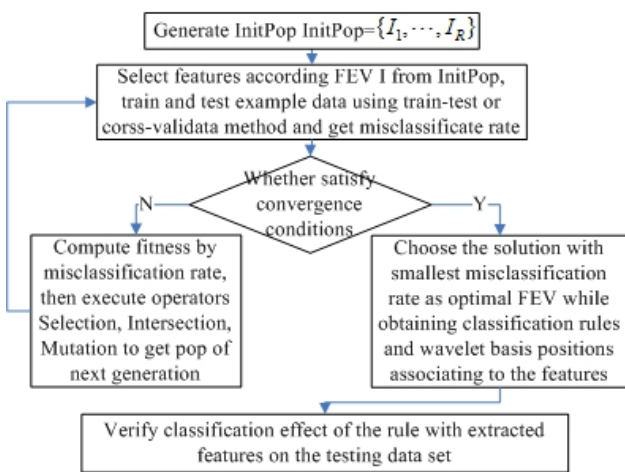 Generate InitPop InitPop={I₁,⋯,I_R}
Select features according FEV I from InitPop,
train and test example data using train-test or
corss-validata method and get misclassificate rate
Whether satisfy
convergence
conditions
N
Y
Compute fitness by
misclassification rate,
then execute operators
Selection, Intersection,
Mutation to get pop of
next generation
Choose the solution with
smallest misclassification
rate as optimal FEV while
obtaining classification rules
and wavelet basis positions
associating to the features
Verify classification effect of the rule with extracted
features on the testing data set